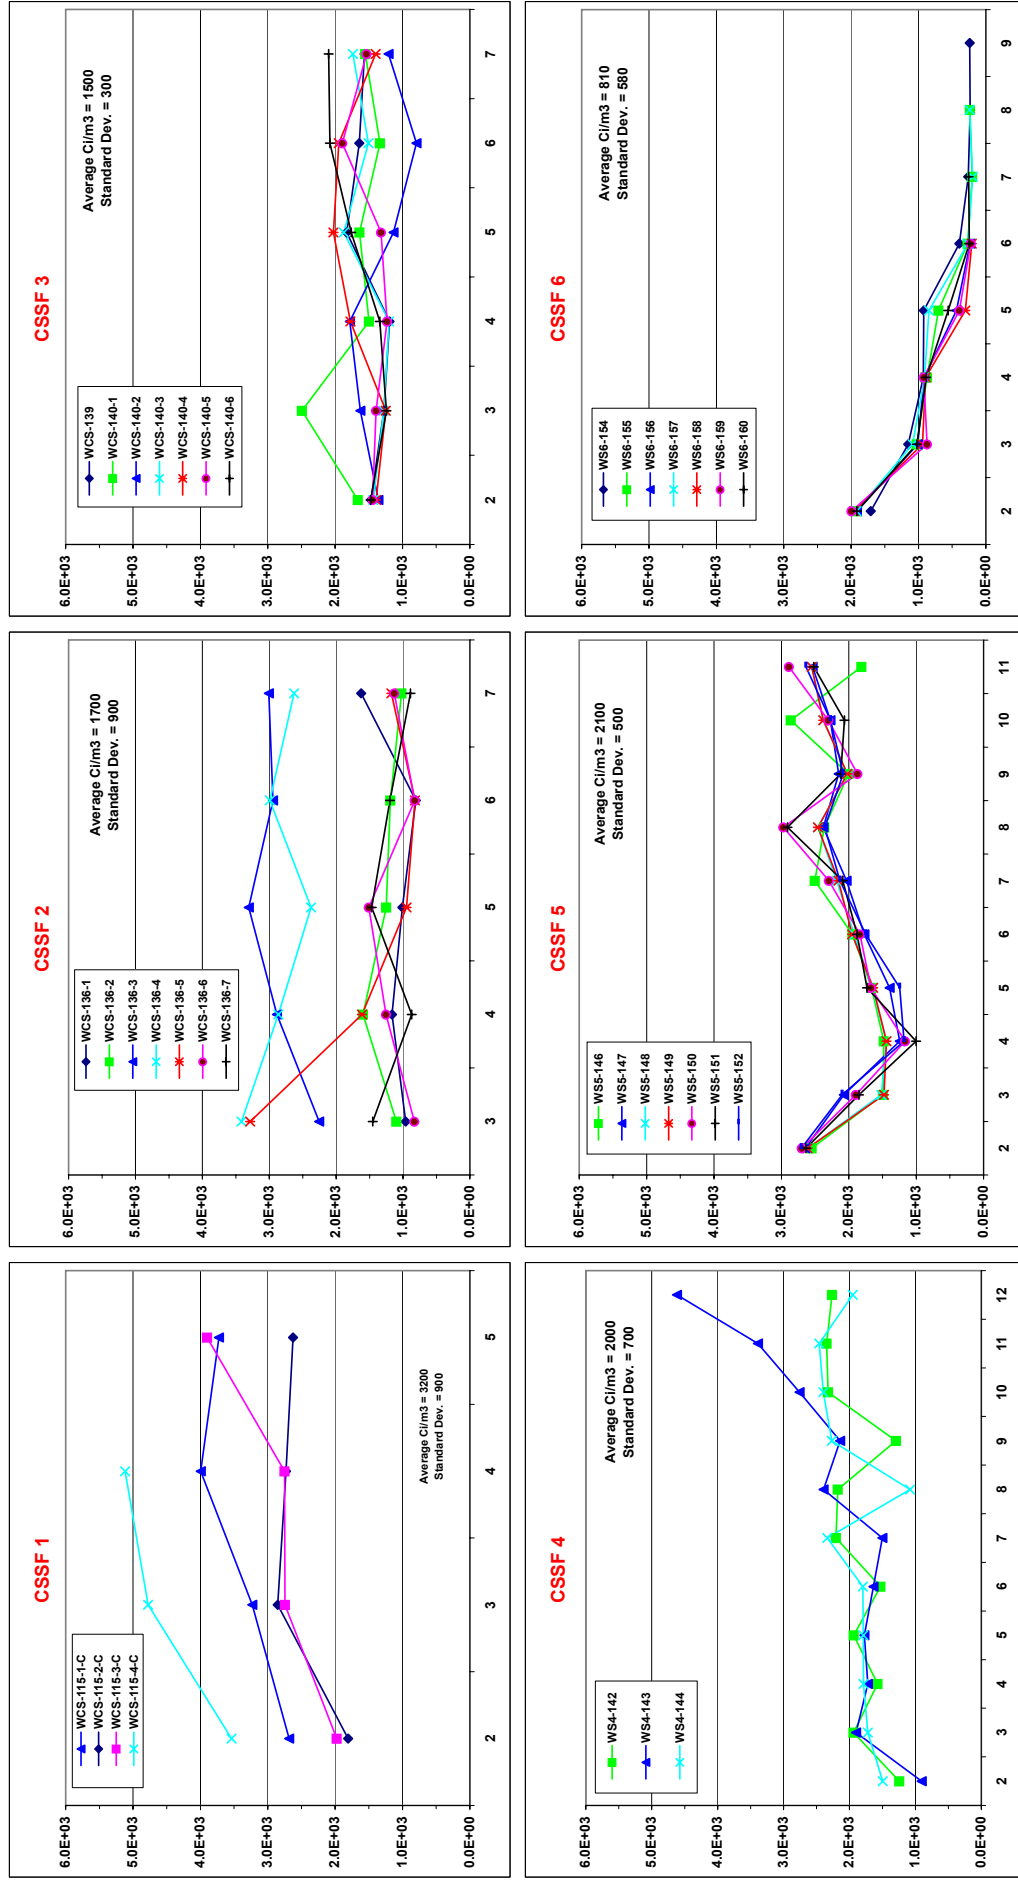 CSSF 1
WCS-115-1-C
WCS-115-2-C
WCS-115-3-C
WCS-115-4-C
Average Ci/m3 = 3200
Standard Dev. = 900
6.0E+03
5.0E+03
4.0E+03
3.0E+03
2.0E+03
1.0E+03
0.0E+00
2 3 4 5
CSSF 2
WCS-136-1
WCS-136-2
WCS-136-3
WCS-136-4
WCS-136-5
WCS-136-6
WCS-136-7
Average Ci/m3 = 1700
Standard Dev. = 900
6.0E+03
5.0E+03
4.0E+03
3.0E+03
2.0E+03
1.0E+03
0.0E+00
3 4 5 6 7
CSSF 3
WCS-139
WCS-140-1
WCS-140-2
WCS-140-3
WCS-140-4
WCS-140-5
WCS-140-6
Average Ci/m3 = 1500
Standard Dev. = 300
6.0E+03
5.0E+03
4.0E+03
3.0E+03
2.0E+03
1.0E+03
0.0E+00
2 3 4 5 6 7
CSSF 4
WS4-142
WS4-143
WS4-144
Average Ci/m3 = 2000
Standard Dev. = 700
6.0E+03
5.0E+03
4.0E+03
3.0E+03
2.0E+03
1.0E+03
0.0E+00
2 3 4 5 6 7 8 9 10 11 12
CSSF 5
WS5-146
WS5-147
WS5-148
WS5-149
WS5-150
WS5-151
WS5-152
Average Ci/m3 = 2100
Standard Dev. = 500
6.0E+03
5.0E+03
4.0E+03
3.0E+03
2.0E+03
1.0E+03
0.0E+00
2 3 4 5 6 7 8 9 10 11
CSSF 6
WS6-154
WS6-155
WS6-156
WS6-157
WS6-158
WS6-159
WS6-160
Average Ci/m3 = 810
Standard Dev. = 580
6.0E+03
5.0E+03
4.0E+03
3.0E+03
2.0E+03
1.0E+03
0.0E+00
2 3 4 5 6 7 8 9